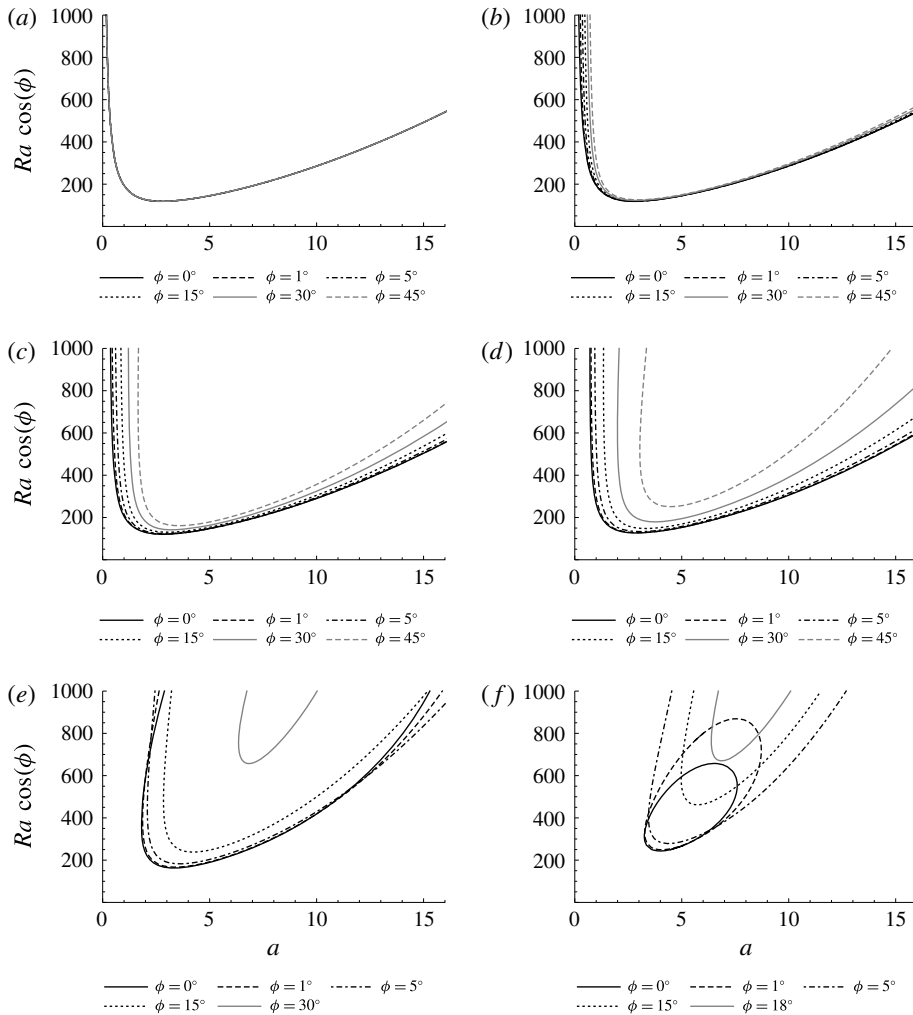 (a)
(b)
1000
800
600
400
200
Ra cos(ϕ)
0
5
10
15
1000
800
600
400
200
Ra cos(ϕ)
0
5
10
15
ϕ = 0° ϕ = 1° ϕ = 5°
ϕ = 15° ϕ = 30° ϕ = 45°
ϕ = 0° ϕ = 1° ϕ = 5°
ϕ = 15° ϕ = 30° ϕ = 45°
(c)
(d)
1000
800
600
400
200
Ra cos(ϕ)
0
5
10
15
1000
800
600
400
200
0
5
10
15
ϕ = 0° ϕ = 1° ϕ = 5°
ϕ = 15° ϕ = 30° ϕ = 45°
ϕ = 0° ϕ = 1° ϕ = 5°
ϕ = 15° ϕ = 30° ϕ = 45°
(e)
(f)
1000
800
600
400
200
Ra cos(ϕ)
0
5
10
15
a
1000
800
600
400
200
0
5
10
15
a
ϕ = 0° ϕ = 1° ϕ = 5°
ϕ = 15° ϕ = 30°
ϕ = 0° ϕ = 1° ϕ = 5°
ϕ = 15° ϕ = 18°